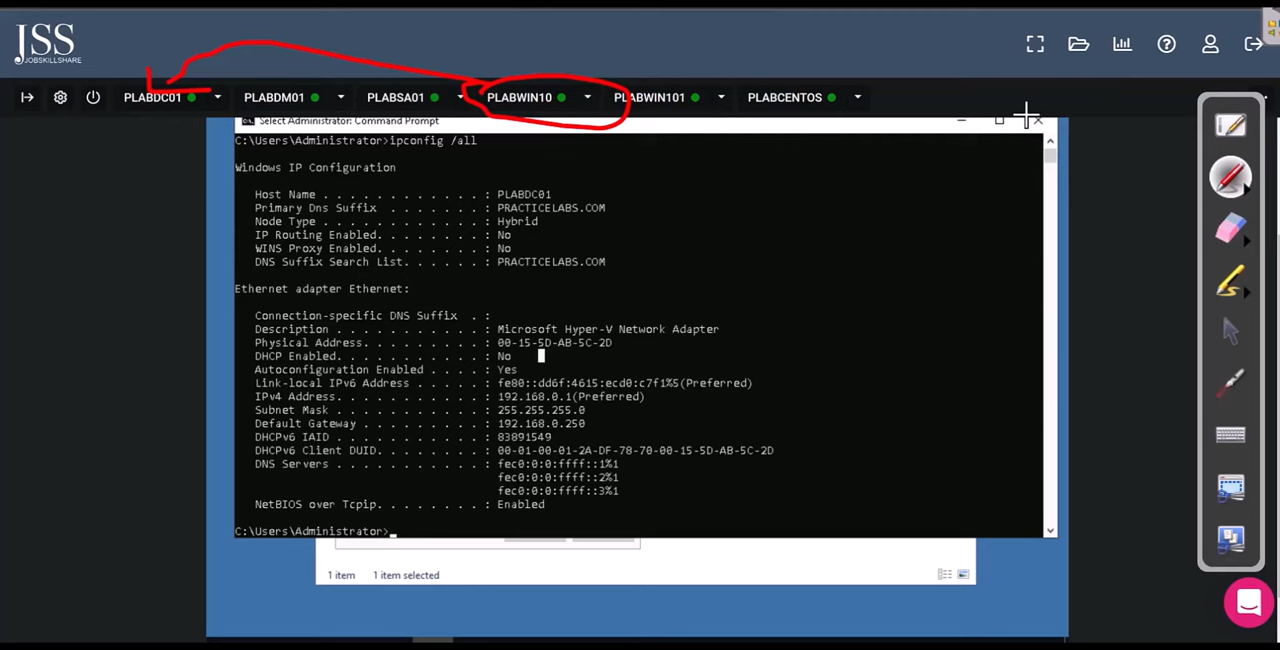 JSS
JOBSKILLSHARE
PLABDC01 PLABDM01 PLABSA01 PLABWIN10 PLABWIN101 PLABCENTOS
Select Administrator: Command Prompt
C:\Users\Administrator>ipconfig /all
Windows IP Configuration
Host Name . . . . . . . . . . . . : PLABDC01
Primary Dns Suffix . . . . . . . : PRACTICELABS.COM
Node Type . . . . . . . . . . . . : Hybrid
IP Routing Enabled. . . . . . . . : No
WINS Proxy Enabled. . . . . . . . : No
DNS Suffix Search List. . . . . . : PRACTICELABS.COM
Ethernet adapter Ethernet:
Connection-specific DNS Suffix . :
Description . . . . . . . . . . . : Microsoft Hyper-V Network Adapter
Physical Address. . . . . . . . . : 00-15-5D-AB-5C-2D
DHCP Enabled. . . . . . . . . . . : No
Autoconfiguration Enabled . . . . : Yes
Link-local IPv6 Address . . . . . : fe80::dd6f:4615:ecd0:c7f1%5(Preferred)
IPv4 Address. . . . . . . . . . . : 192.168.0.1(Preferred)
Subnet Mask . . . . . . . . . . . : 255.255.255.0
Default Gateway . . . . . . . . . : 192.168.0.250
DHCPv6 IAID . . . . . . . . . . . : 83891549
DHCPv6 Client DUID. . . . . . . . : 00-01-00-01-2A-DF-78-70-00-15-5D-AB-5C-2D
DNS Servers . . . . . . . . . . . : fec0:0:0:ffff::1%1
fec0:0:0:ffff::2%1
fec0:0:0:ffff::3%1
NetBIOS over Tcpip. . . . . . . . : Enabled
C:\Users\Administrator>
1 item 1 item selected